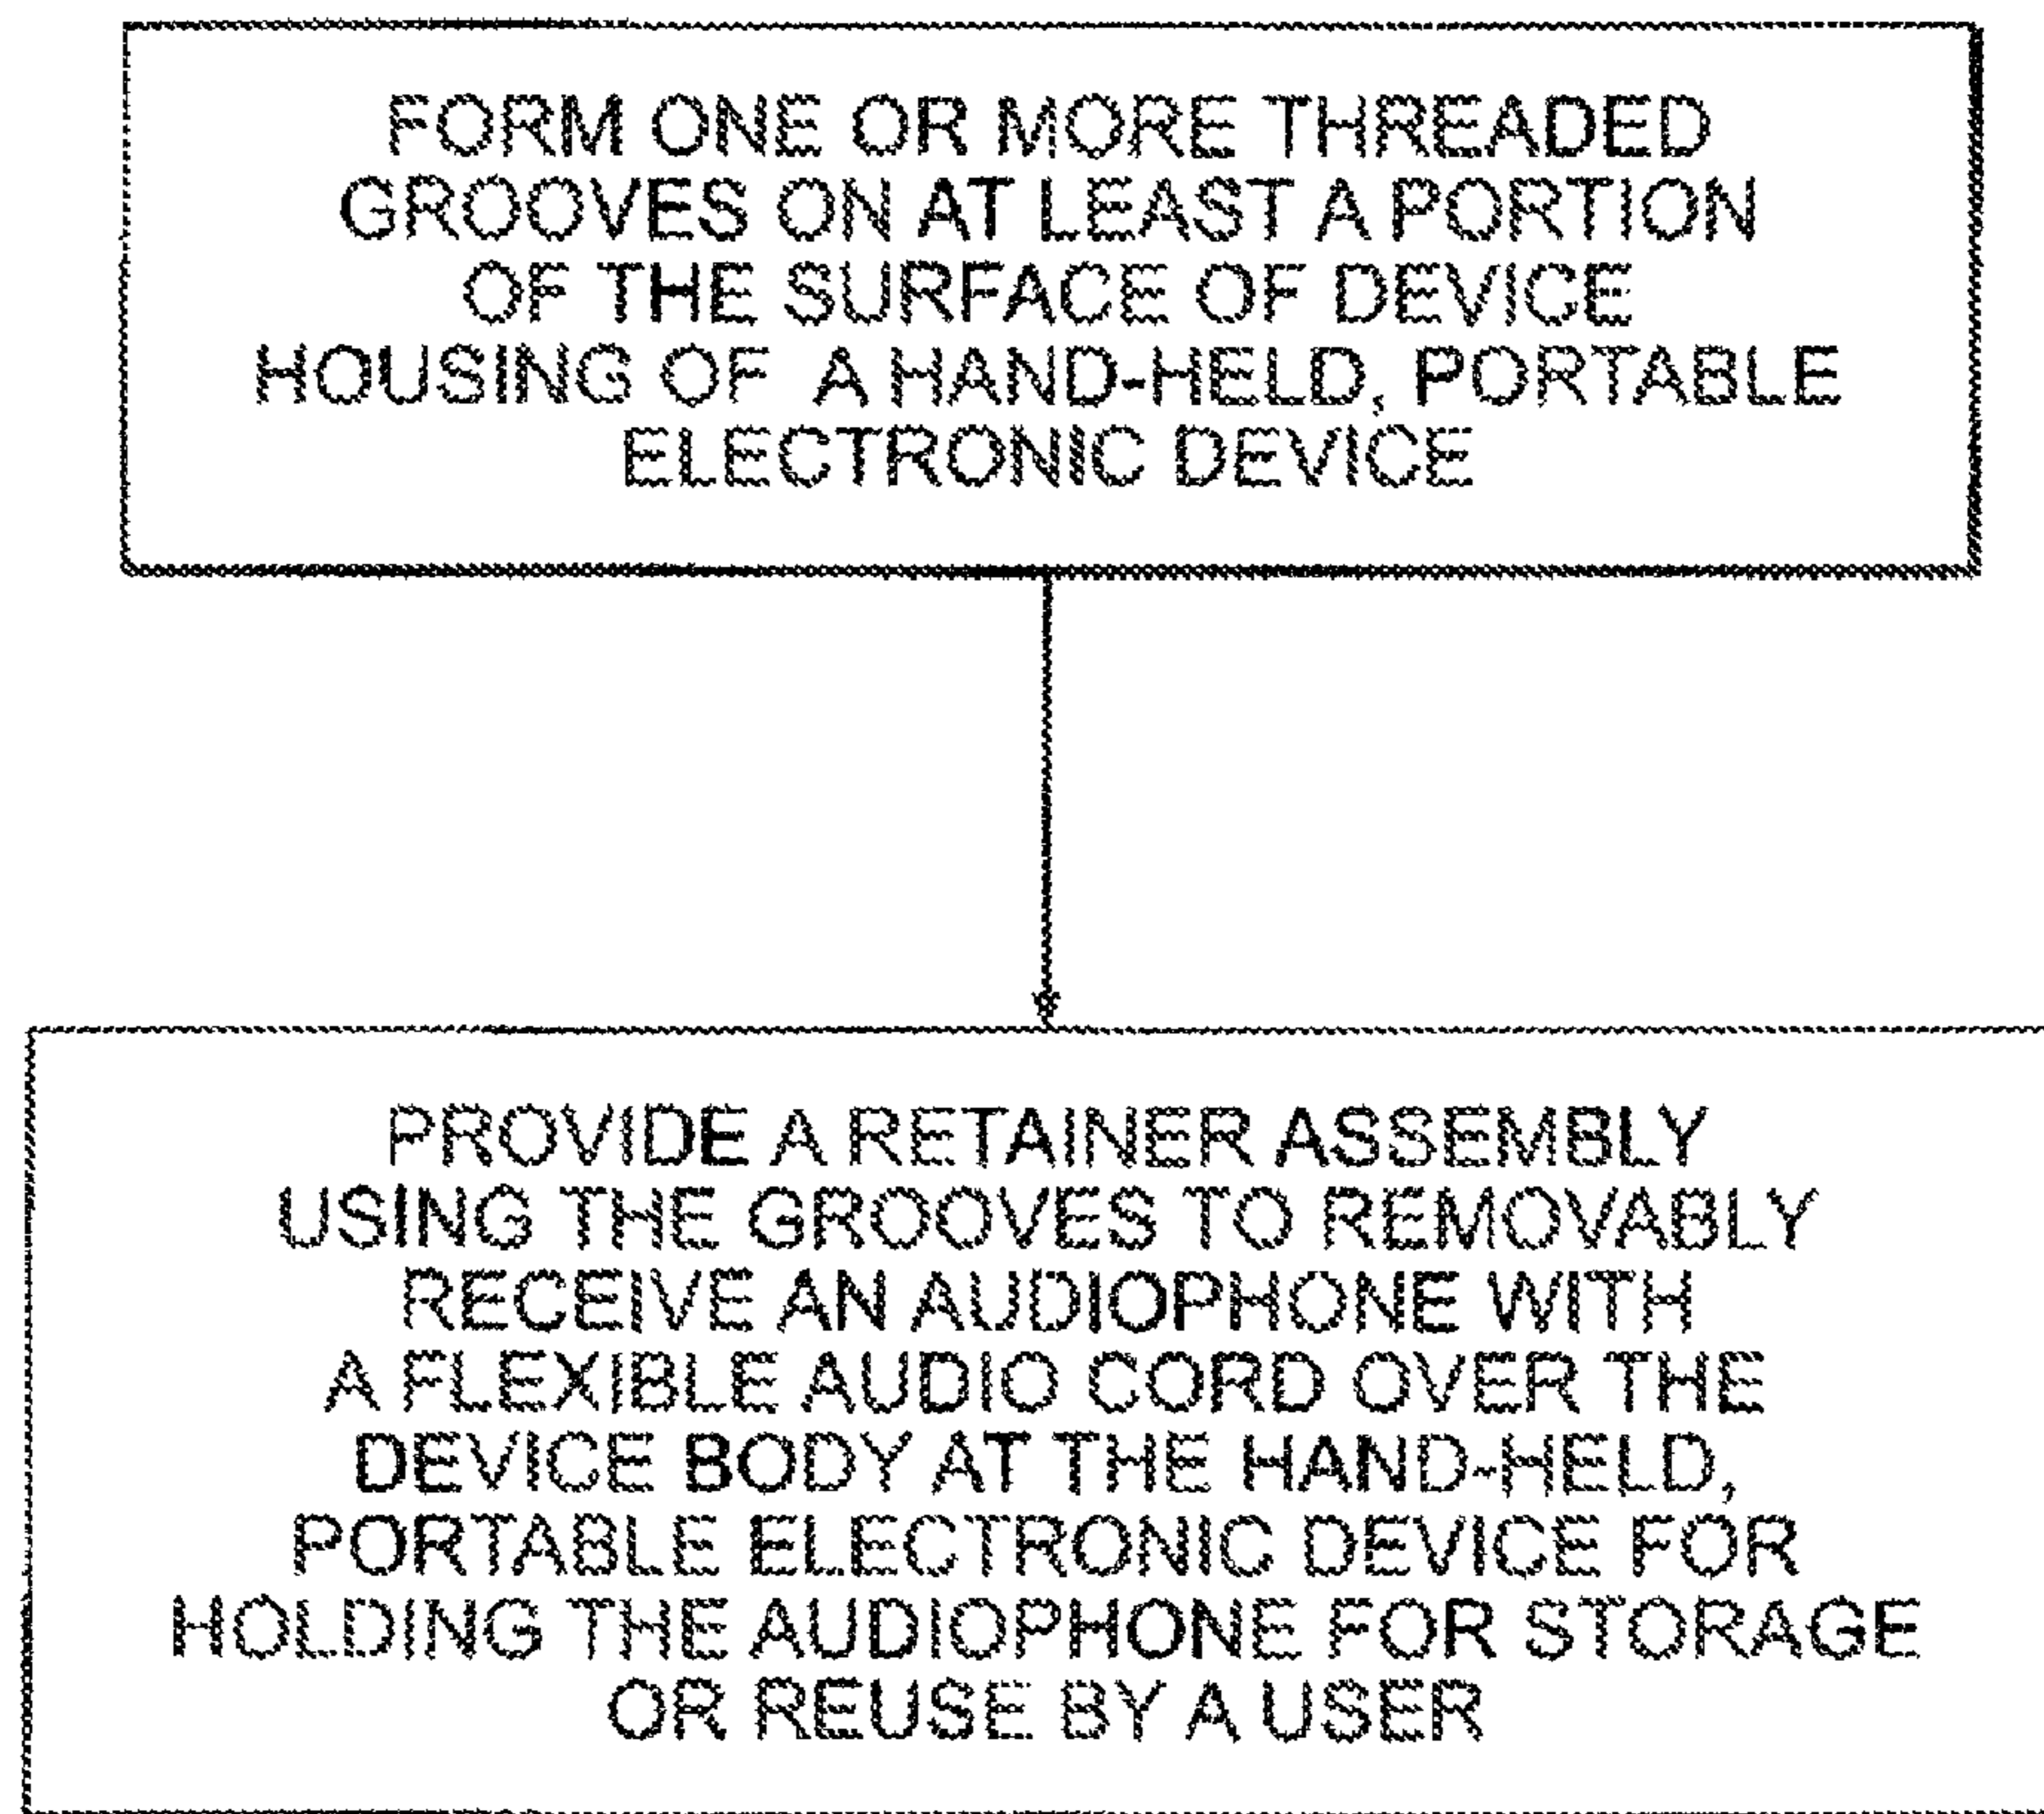 FORM ONE OR MORE THREADED
GROOVES ON AT LEAST A PORTION
OF THE SURFACE OF DEVICE
HOUSING OF A HAND-HELD, PORTABLE
ELECTRONIC DEVICE
PROVIDE A RETAINER ASSEMBLY
USING THE GROOVES TO REMOVABLY
RECEIVE AN AUDIOPHONE WITH
A FLEXIBLE AUDIO CORD OVER THE
DEVICE BODY AT THE HAND-HELD,
PORTABLE ELECTRONIC DEVICE FOR
HOLDING THE AUDIOPHONE FOR STORAGE
OR REUSE BY A USER